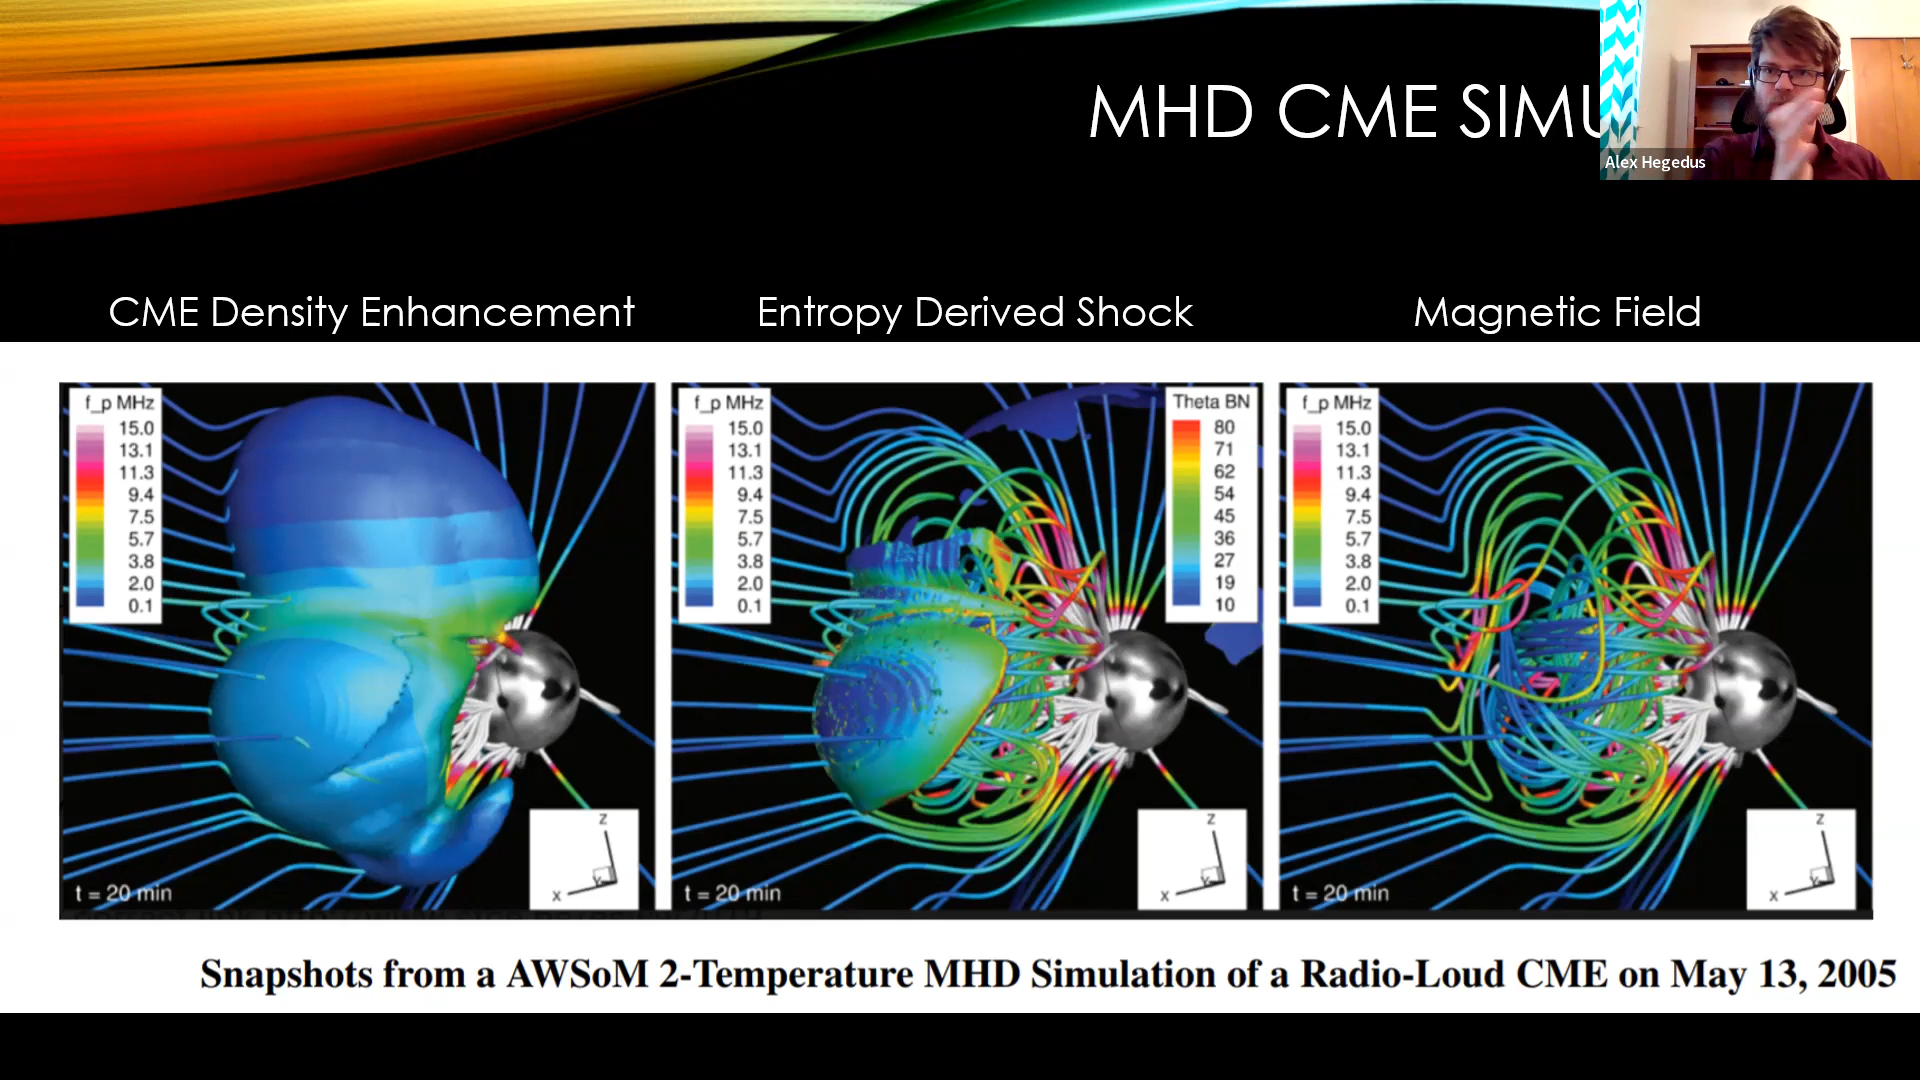 MHD CME SIMU
Alex Hegedus
CME Density Enhancement
Entropy Derived Shock
Magnetic Field
f_p MHz
15.0
13.1
11.3
9.4
7.5
5.7
3.8
2.0
0.1
z
Y
x
t = 20 min
f_p MHz
15.0
13.1
11.3
9.4
7.5
5.7
3.8
2.0
0.1
Theta BN
80
71
62
54
45
36
27
19
10
z
Y
x
t = 20 min
f_p MHz
15.0
13.1
11.3
9.4
7.5
5.7
3.8
2.0
0.1
z
Y
x
t = 20 min
Snapshots from a AWSoM 2-Temperature MHD Simulation of a Radio-Loud CME on May 13, 2005